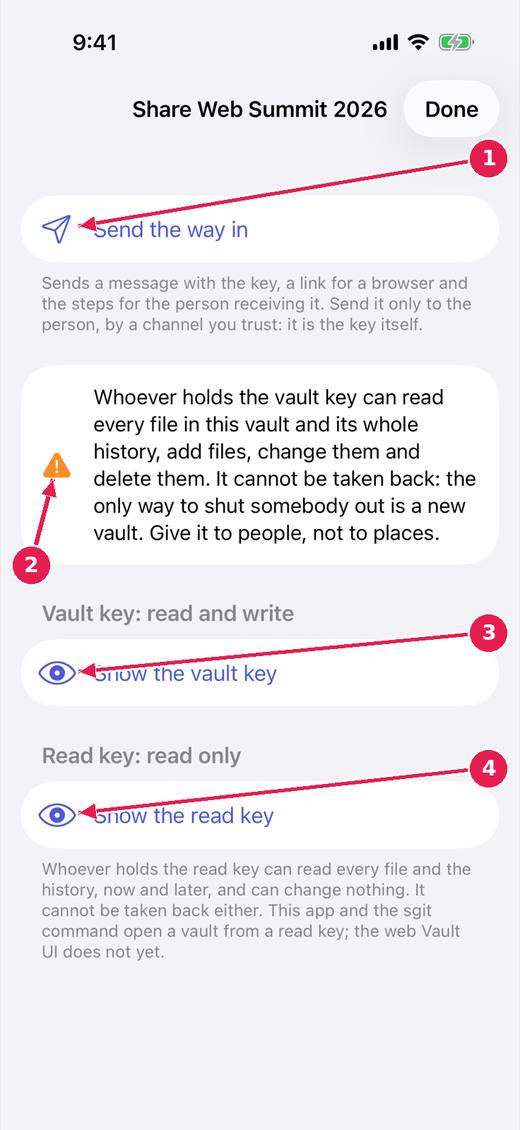 9:41
Share Web Summit 2026
Done
1
Send the way in
Sends a message with the key, a link for a browser and
the steps for the person receiving it. Send it only to the
person, by a channel you trust: it is the key itself.
Whoever holds the vault key can read
every file in this vault and its whole
history, add files, change them and
delete them. It cannot be taken back: the
only way to shut somebody out is a new
vault. Give it to people, not to places.
2
Vault key: read and write
3
Show the vault key
Read key: read only
4
Show the read key
Whoever holds the read key can read every file and the
history, now and later, and can change nothing. It
cannot be taken back either. This app and the sgit
command open a vault from a read key; the web Vault
UI does not yet.